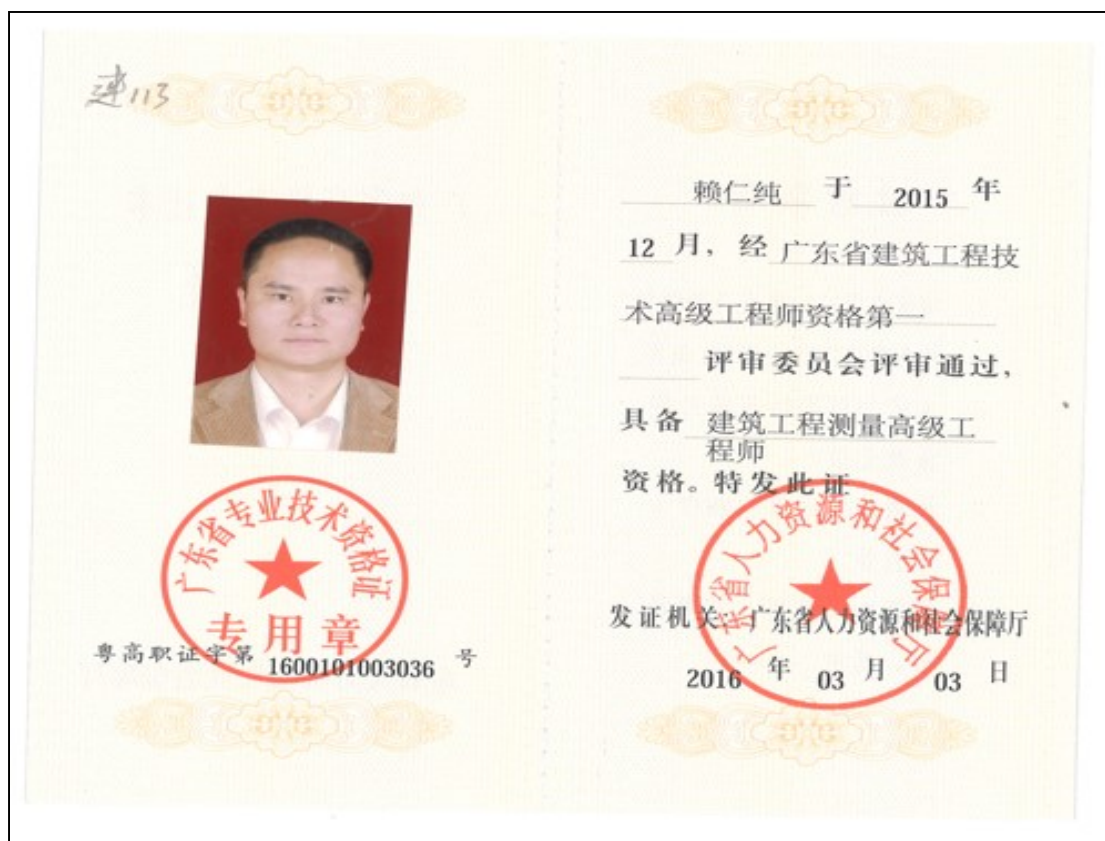 建113
广东省专业技术资格证
专用章
粤高职证字第 1600101003036 号
赖仁纯 于 2015 年
12 月，经 广东省建筑工程技
术高级工程师资格第一
评审委员会评审通过，
具备 建筑工程测量高级工
程师
资格。特发此证
广东省人力资源和社会保障厅
发证机关：广东省人力资源和社会保障厅
2016 年 03 月 03 日